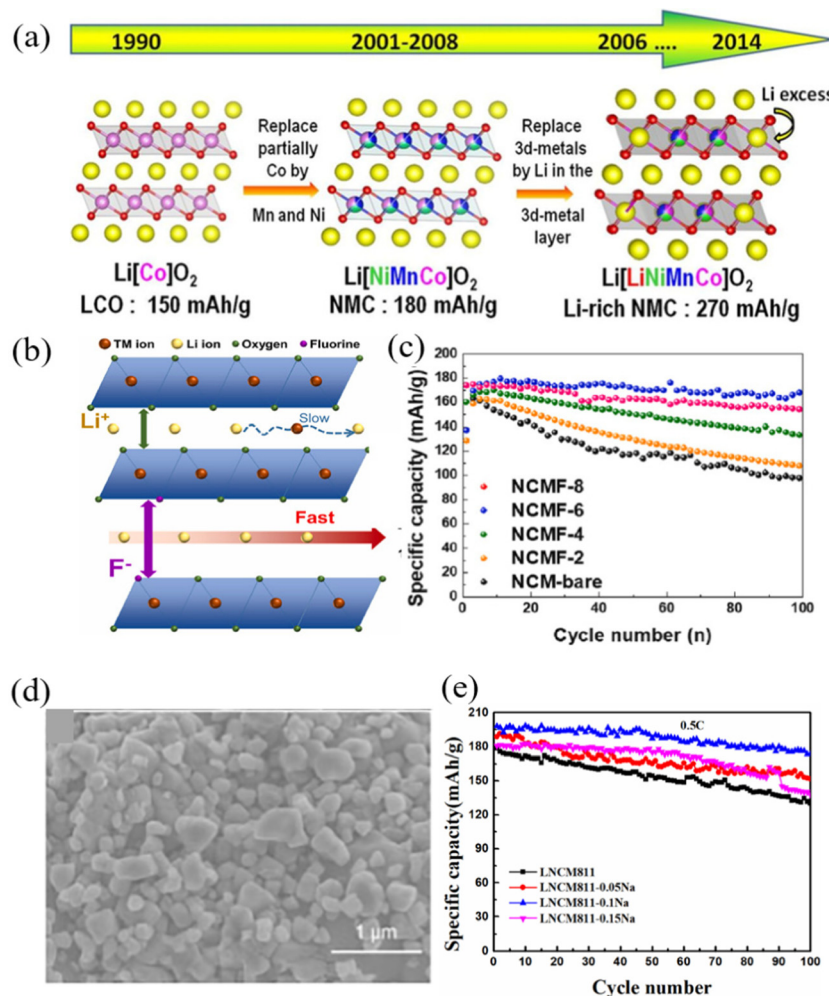 (a)
1990 2001-2008 2006 .... 2014
Li excess
Replace
partially
Co by
Mn and Ni
Replace
3d-metals
by Li in the
3d-metal
layer
Li[Co]O₂
LCO : 150 mAh/g
Li[NiMnCo]O₂
NMC : 180 mAh/g
Li[LiNiMnCo]O₂
Li-rich NMC : 270 mAh/g
(b)
TM ion Li ion Oxygen Fluorine
Li⁺
Slow
Fast
F⁻
(c)
Specific capacity (mAh/g)
200
180
160
140
120
100
80
60
40
20
0
NCMF-8
NCMF-6
NCMF-4
NCMF-2
NCM-bare
0 20 40 60 80 100
Cycle number (n)
(d)
1 µm
(e)
Specific capacity(mAh/g)
210
180
150
120
90
60
30
0
0.5C
LNCM811
LNCM811-0.05Na
LNCM811-0.1Na
LNCM811-0.15Na
0 10 20 30 40 50 60 70 80 90 100
Cycle number